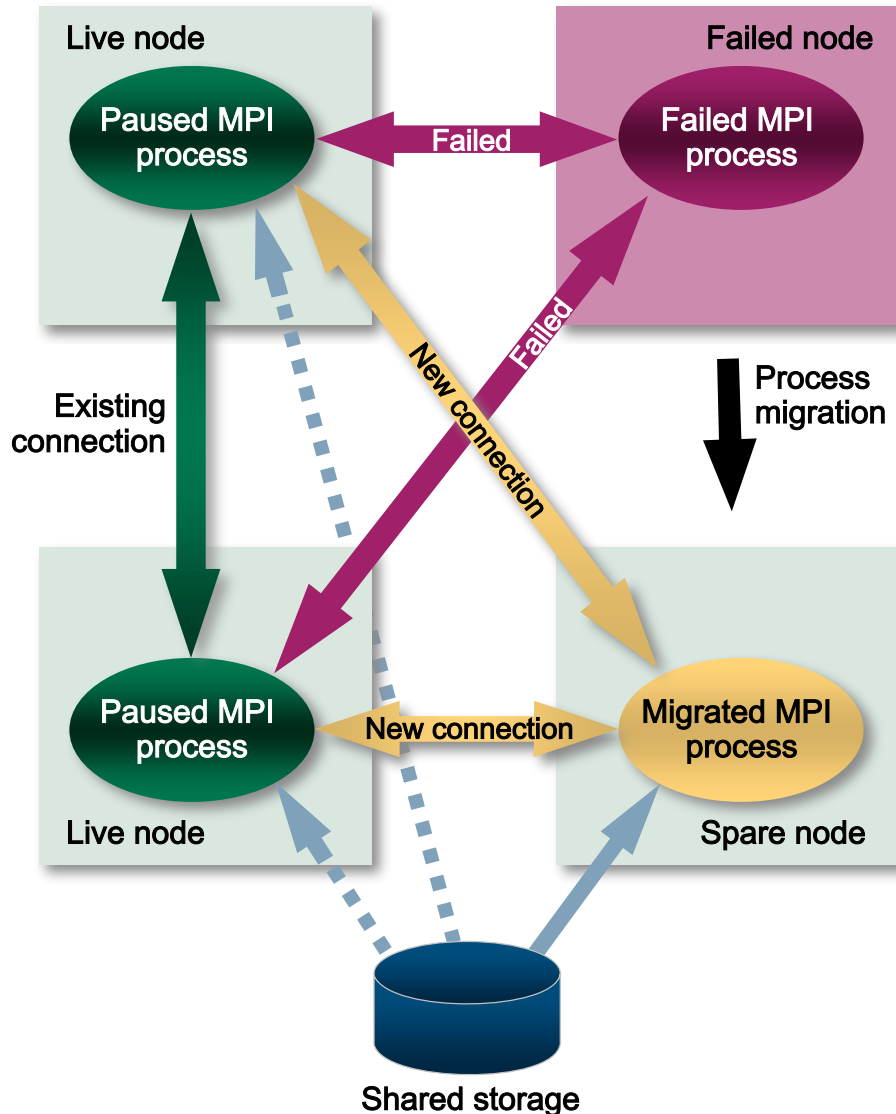 Live node
Failed node
Paused MPI
process
Failed
Failed MPI
process
Failed
New connection
Existing
connection
Process
migration
Paused MPI
process
New connection
Migrated MPI
process
Live node
Spare node
Shared storage